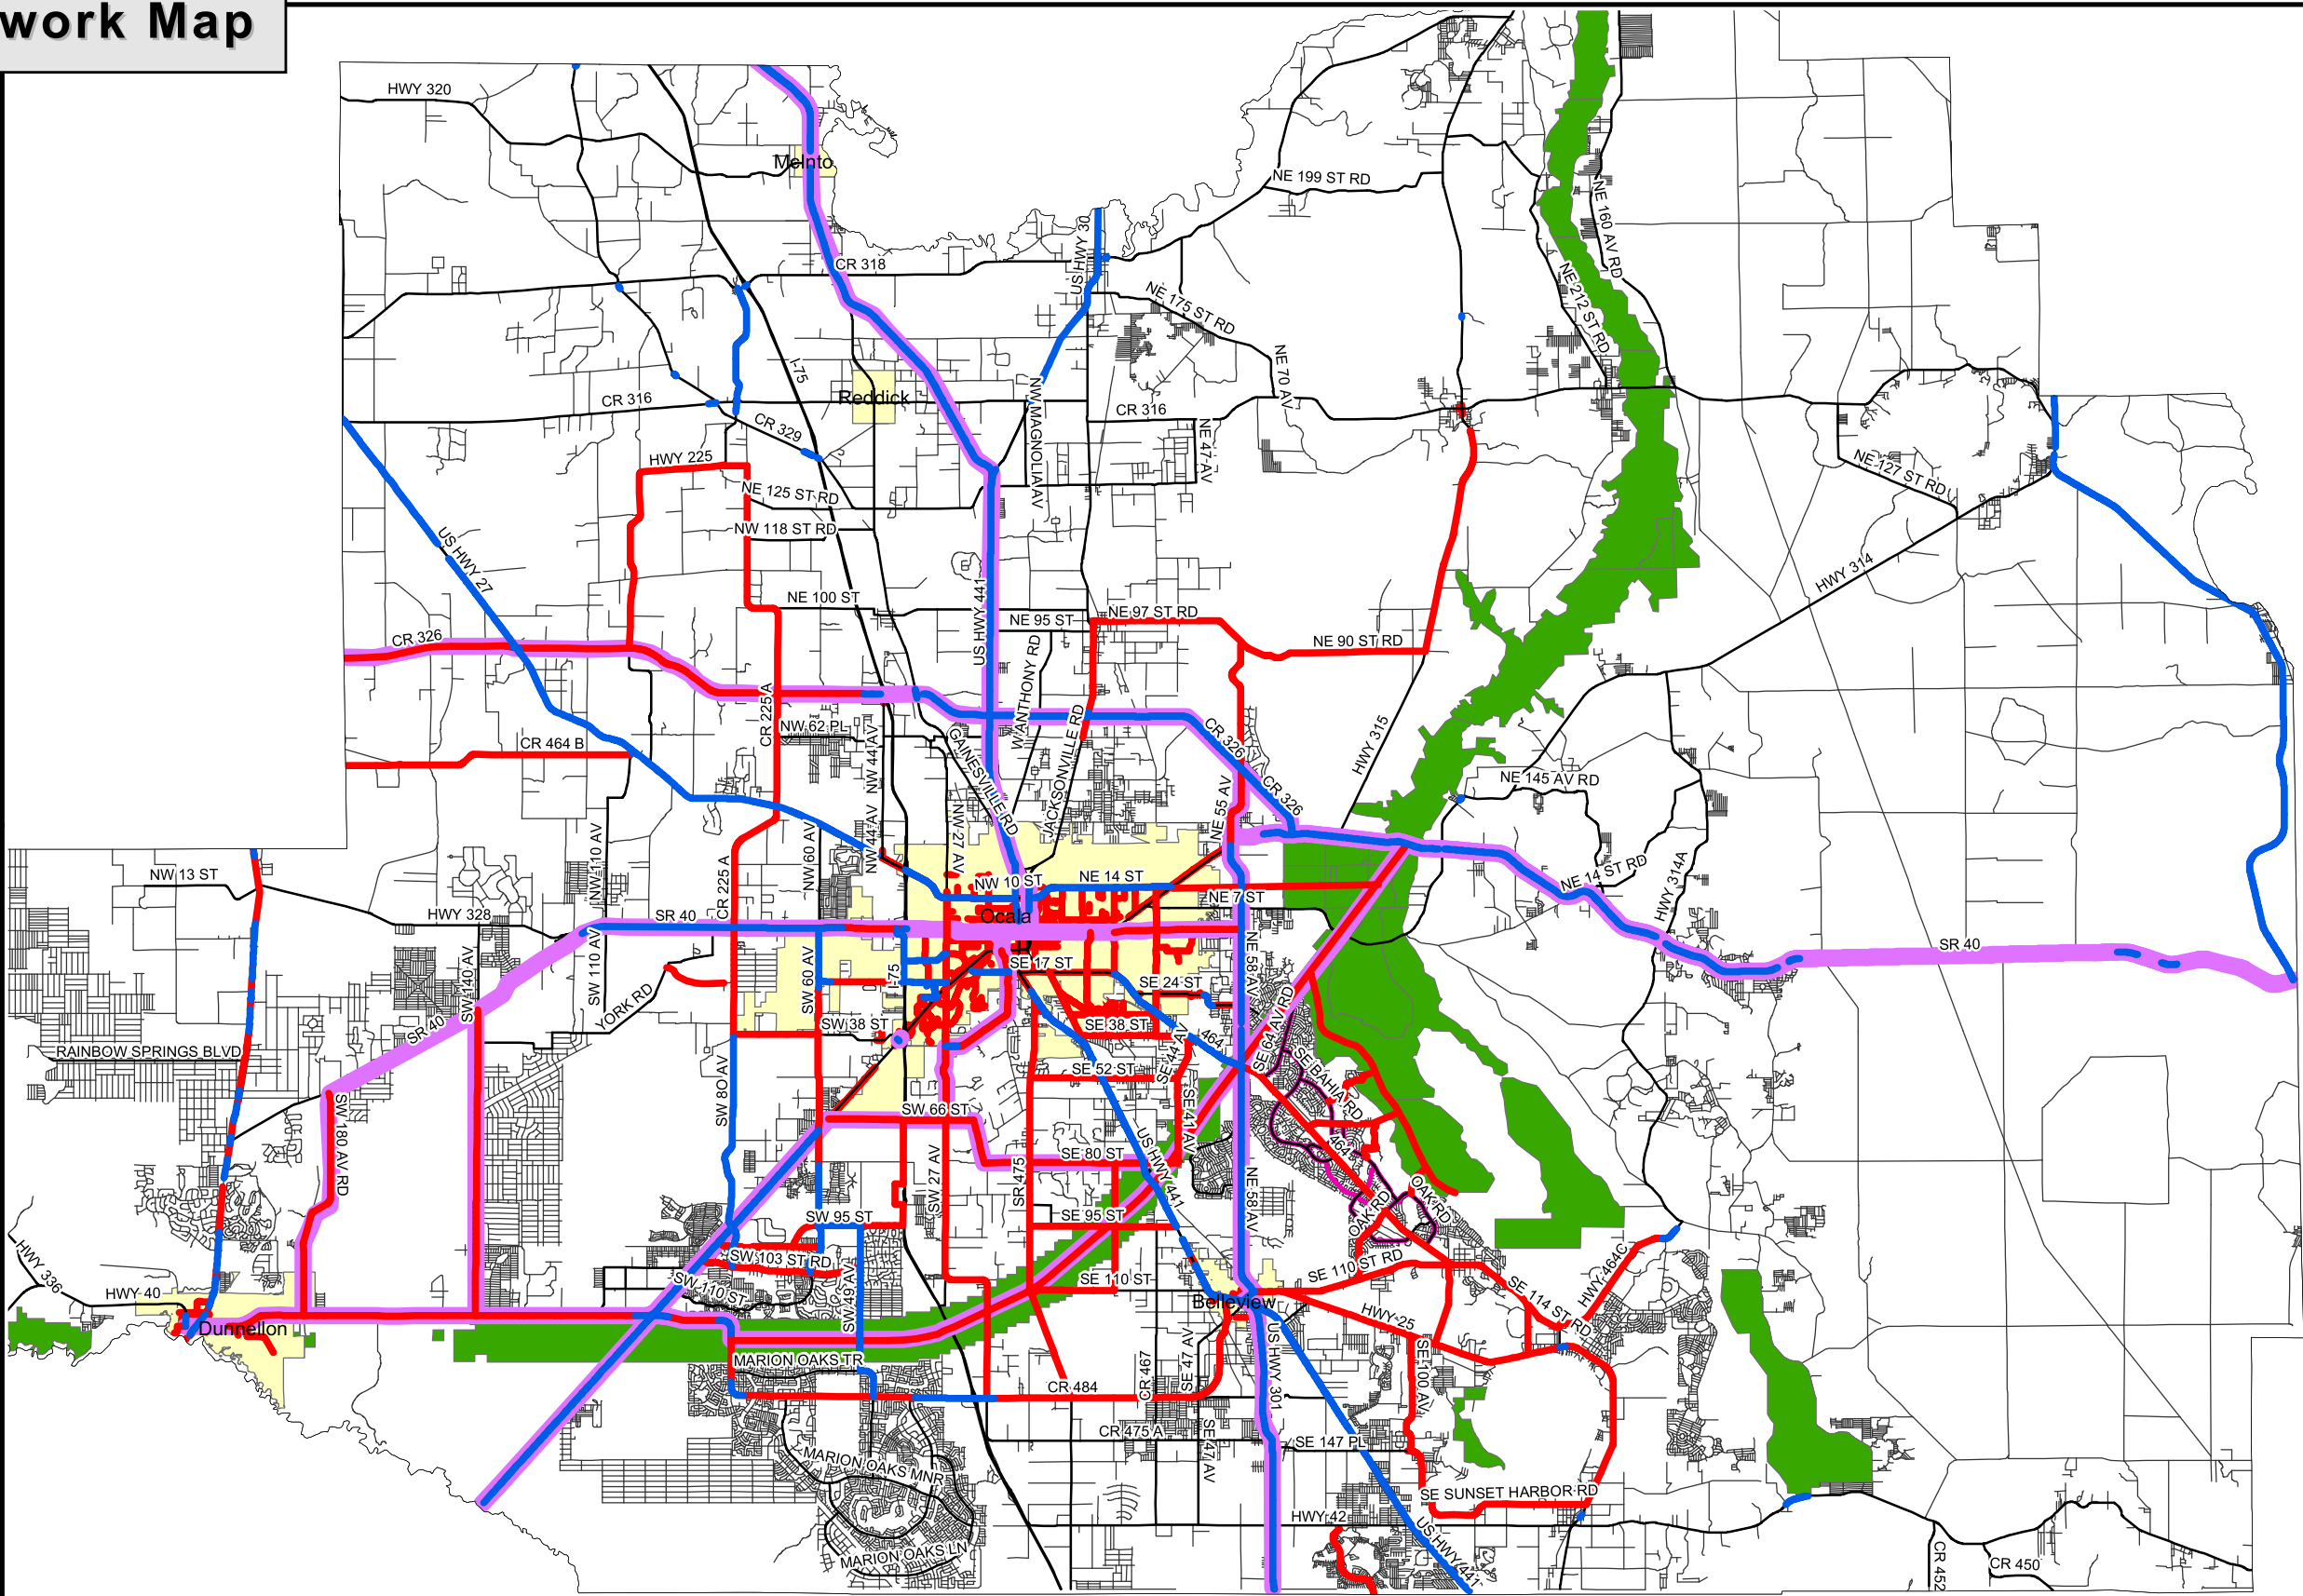 work Map
HWY 320
McInto
NE 199 ST RD
NE 160 AV RD
US HWY 30
CR 318
NE 175 ST RD
NE 212 ST RD
I-75
NE 70 AV
Reddick
CR 316
NW MAGNOLIA AV
CR 316
CR 329
NE 47 AV
HWY 225
NE 127 ST RD
NE 125 ST RD
NW 118 ST RD
US HWY 27
HWY 314
NE 100 ST
US HWY 441
NE 95 ST
NE 97 ST RD
CR 326
NE 90 ST RD
W ANTHONY RD
CR 225 A
NW 62 PL
NW 44 AV
GAINESVILLE RD
JACKSONVILLE RD
CR 326
HWY 315
CR 464 B
CR 326
NE 145 AV RD
NW 110 AV
NW 60 AV
NW 44 AV
NW 27 AV
NE 55 AV
NW 13 ST
CR 225 A
NW 10 ST
NE 14 ST
NE 14 ST RD
HWY 314A
HWY 328
SR 40
Ocala
NE 7 ST
SR 40
SW 140 AV
SW 110 AV
SW 60 AV
I-75
SE 17 ST
NE 58 AV
SE 24 ST
YORK RD
SR 40
SW 38 ST
SE 38 ST
464
SE 64 AV RD
RAINBOW SPRINGS BLVD
SW 80 AV
SE 52 ST
SE 44 AV
SE BAHIA RD
SW 180 AV RD
SW 66 ST
SE 41 AV
464
US HWY 441
SW 27 AV
SR 475
SE 80 ST
NE 58 AV
OAK RD
OAK RD
SW 95 ST
SE 95 ST
HWY 336
SW 103 ST RD
SE 110 ST RD
HWY 464C
SW 110 ST
SW 49 AV
SE 110 ST
HWY 40
Belleview
SE 114 ST RD
Dunnellon
HWY 25
US HWY 301
MARION OAKS TR
SE 100 AV
CR 484
CR 467
SE 47 AV
CR 475 A
SE 47 AV
SE 147 PL
MARION OAKS MNR
SE SUNSET HARBOR RD
HWY 42
US HWY 441
MARION OAKS LN
CR 452
CR 450